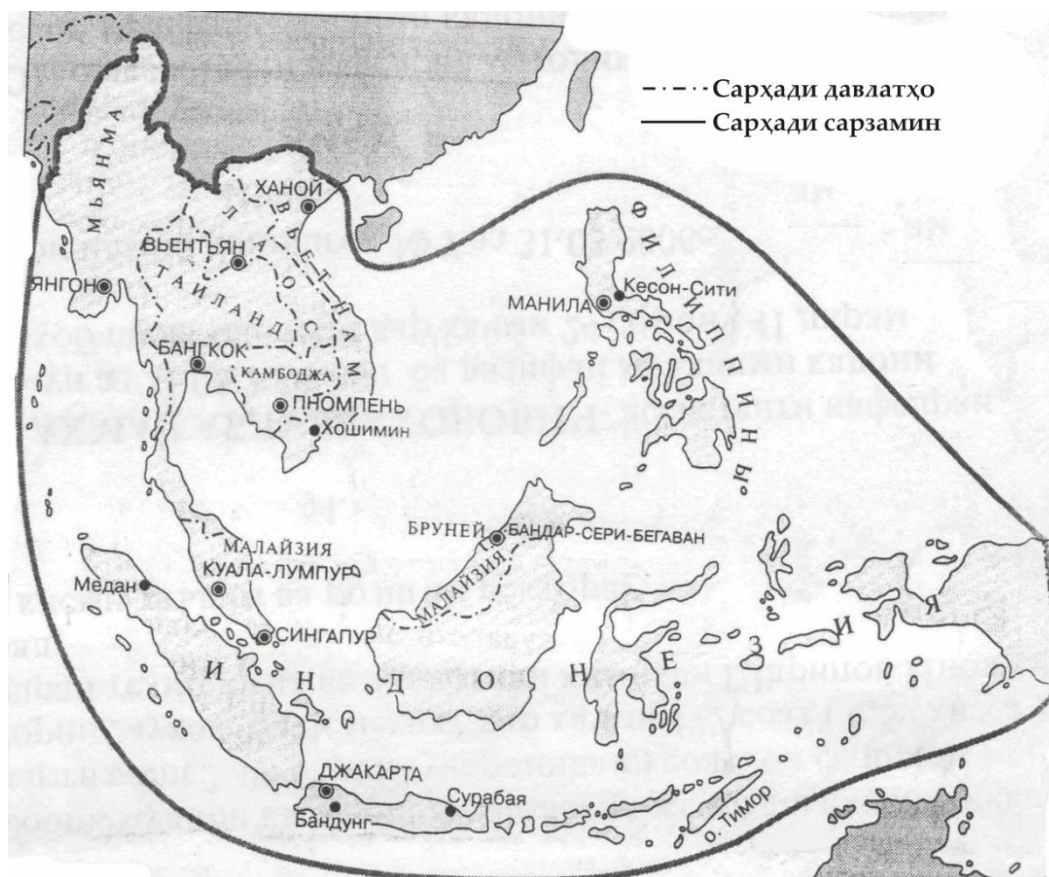 Сарҳади давлатҳо
Сарҳади сарзамин
МЬЯНМА
ХАНОЙ
ЛАОС
ВЬЕТНАМ
ВЬЕНТЬЯН
ТАИЛАНД
ЯНГОН
БАНГКОК
КАМБОДЖА
ПНОМПЕНЬ
Хошимин
ФИЛИППИНЫ
Кесон-Сити
МАНИЛА
БРУНЕЙ
БАНДАР-СЕРИ-БЕГАВАН
МАЛАЙЗИЯ
МАЛАЙЗИЯ
КУАЛА-ЛУМПУР
Медан
СИНГАПУР
ИНДОНЕЗИЯ
ДЖАКАРТА
Бандунг
Сурабая
о. Тимор